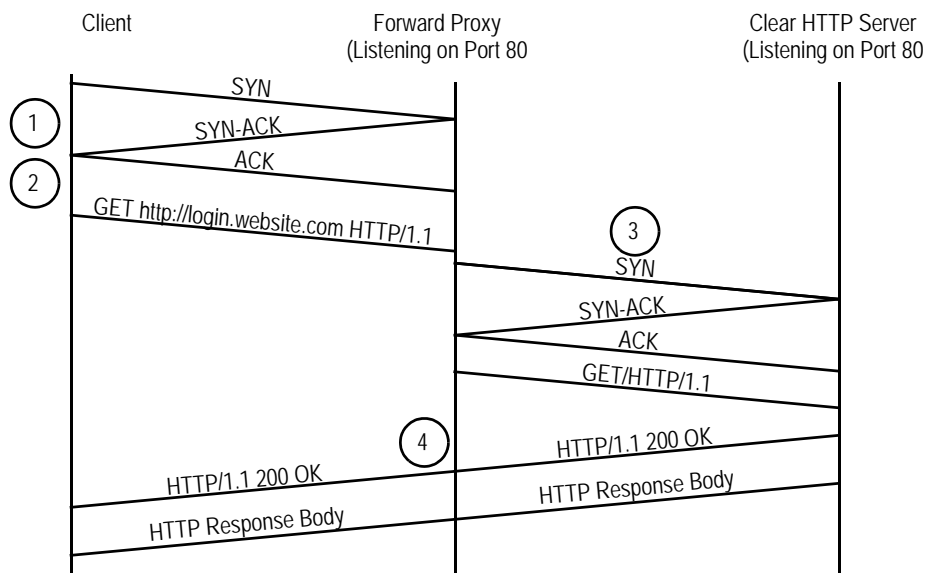 Client
Forward Proxy
(Listening on Port 80
Clear HTTP Server
(Listening on Port 80
SYN
1
SYN-ACK
ACK
2
GET http://login.website.com HTTP/1.1
3
SYN
SYN-ACK
ACK
GET/HTTP/1.1
4
HTTP/1.1 200 OK
HTTP/1.1 200 OK
HTTP Response Body
HTTP Response Body